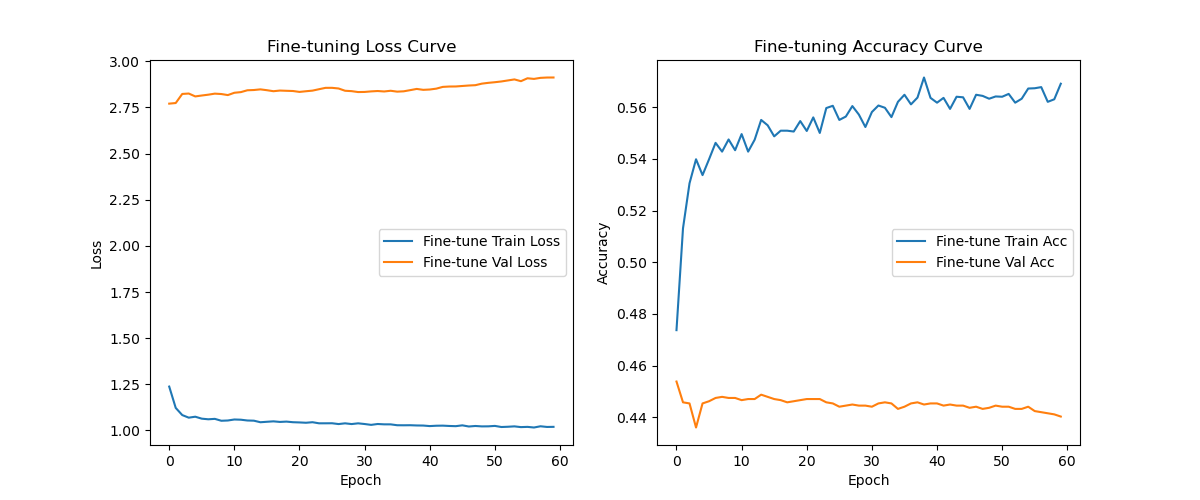 Fine-tuning Loss Curve
3.00
2.75
2.50
2.25
2.00
1.75
1.50
1.25
1.00
Loss
Fine-tune Train Loss
Fine-tune Val Loss
0 10 20 30 40 50 60
Epoch
Fine-tuning Accuracy Curve
0.56
0.54
0.52
0.50
0.48
0.46
0.44
Accuracy
Fine-tune Train Acc
Fine-tune Val Acc
0 10 20 30 40 50 60
Epoch